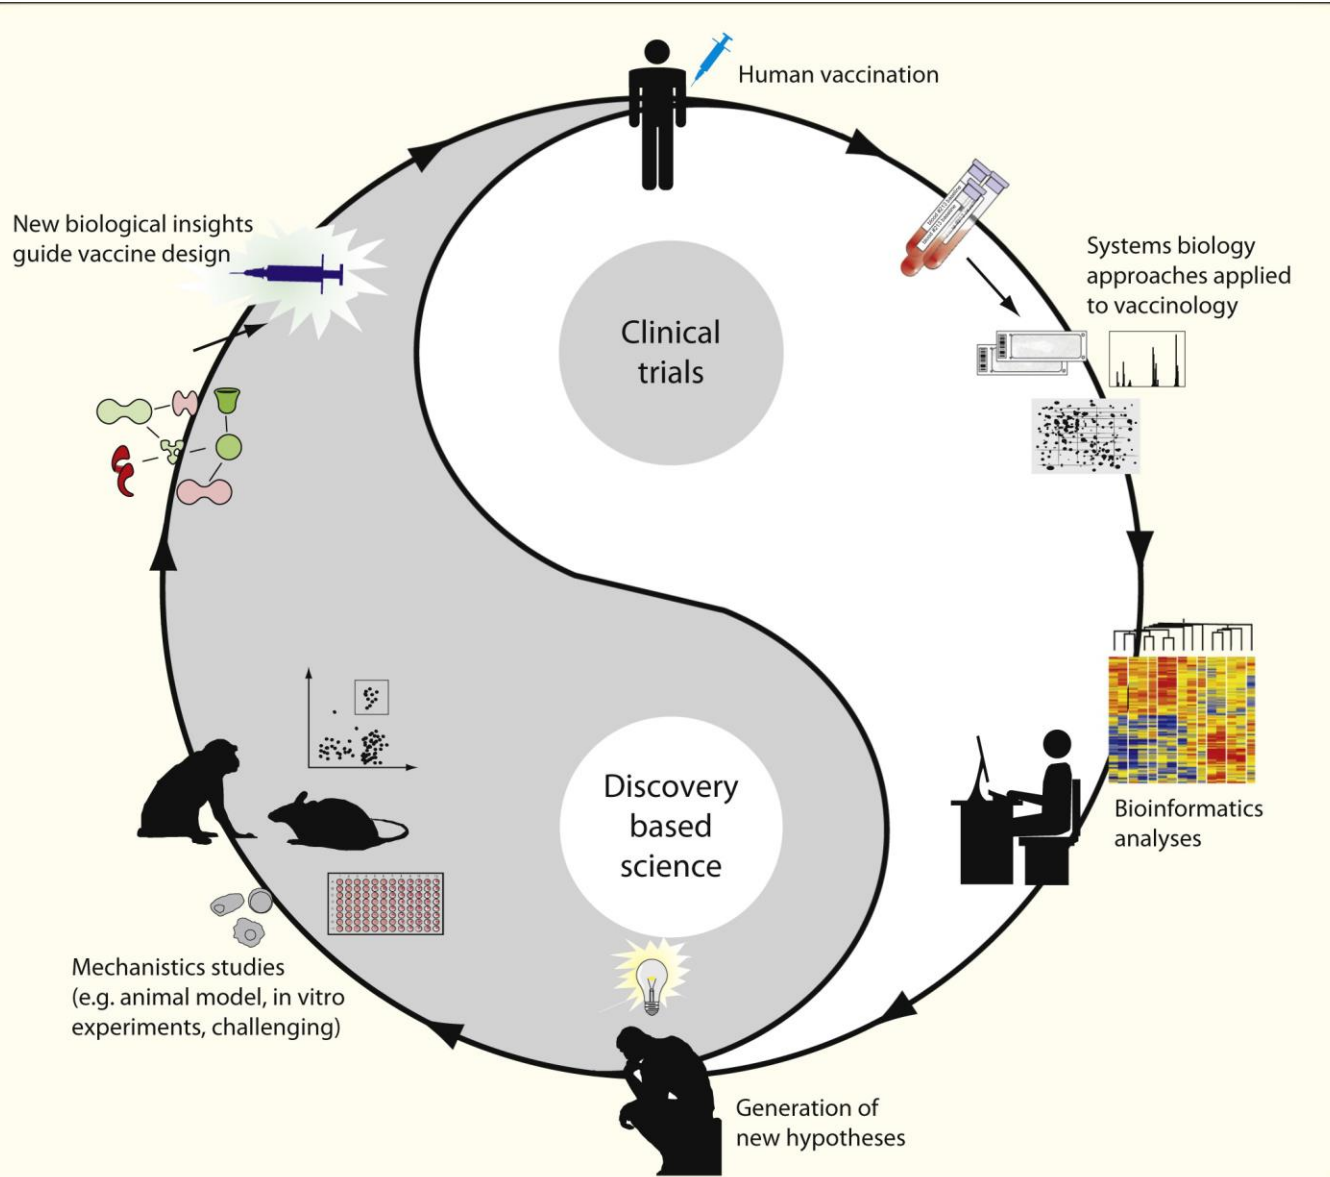 Human vaccination
New biological insights
guide vaccine design
Systems biology
approaches applied
to vaccinology
Clinical
trials
Discovery
based
science
Bioinformatics
analyses
Mechanistics studies
(e.g. animal model, in vitro
experiments, challenging)
Generation of
new hypotheses